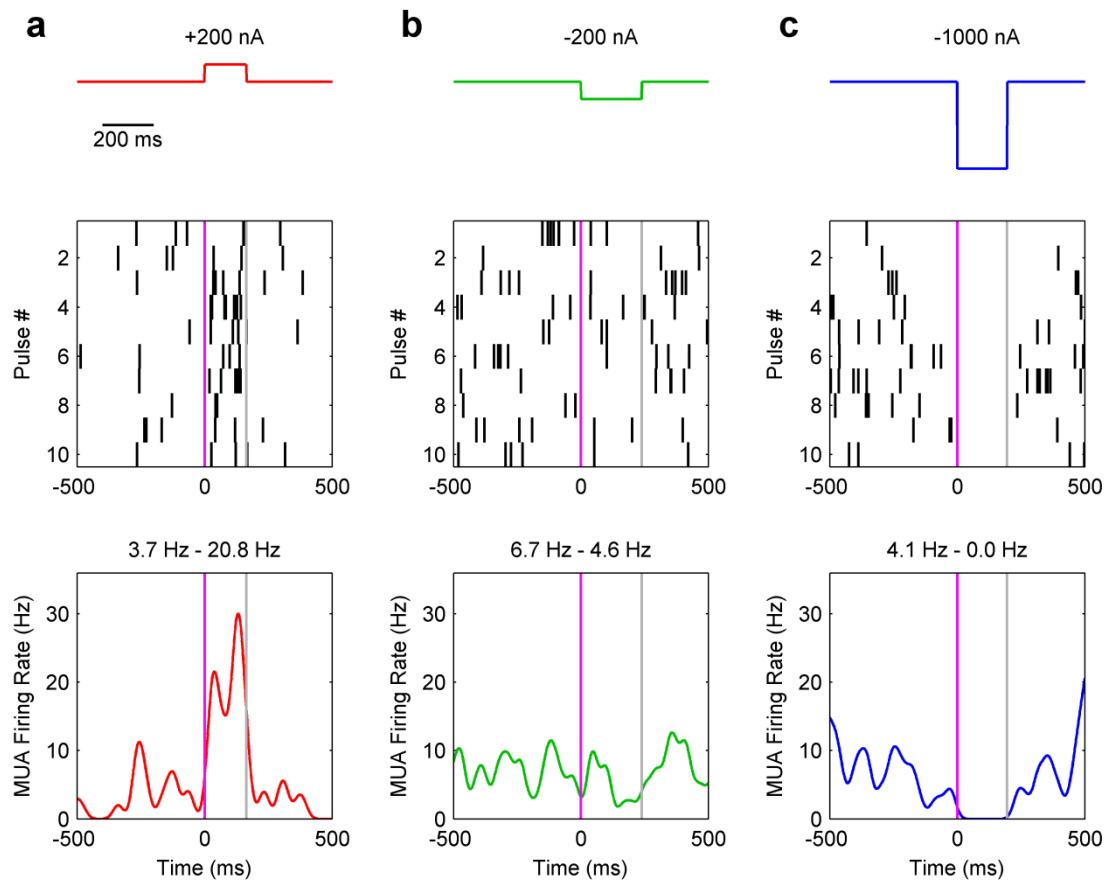 a
+200 nA
200 ms
b
-200 nA
c
-1000 nA
Pulse #
2
4
6
8
10
-500
0
500
Pulse #
2
4
6
8
10
-500
0
500
Pulse #
2
4
6
8
10
-500
0
500
3.7 Hz - 20.8 Hz
MUA Firing Rate (Hz)
30
20
10
0
-500
0
500
Time (ms)
6.7 Hz - 4.6 Hz
MUA Firing Rate (Hz)
30
20
10
0
-500
0
500
Time (ms)
4.1 Hz - 0.0 Hz
MUA Firing Rate (Hz)
30
20
10
0
-500
0
500
Time (ms)